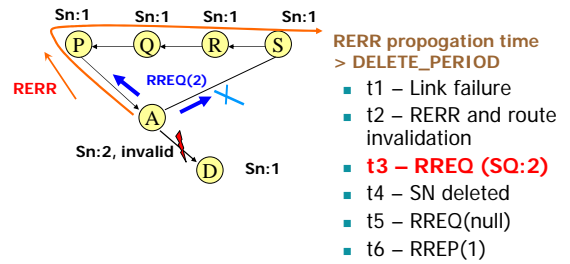 Sn:1 Sn:1 Sn:1 Sn:1
P Q R S
RERR
RREQ(2)
A
Sn:2, invalid
D
Sn:1
RERR propogation time
> DELETE_PERIOD
t1 – Link failure
t2 – RERR and route
invalidation
t3 – RREQ (SQ:2)
t4 – SN deleted
t5 – RREQ(null)
t6 – RREP(1)